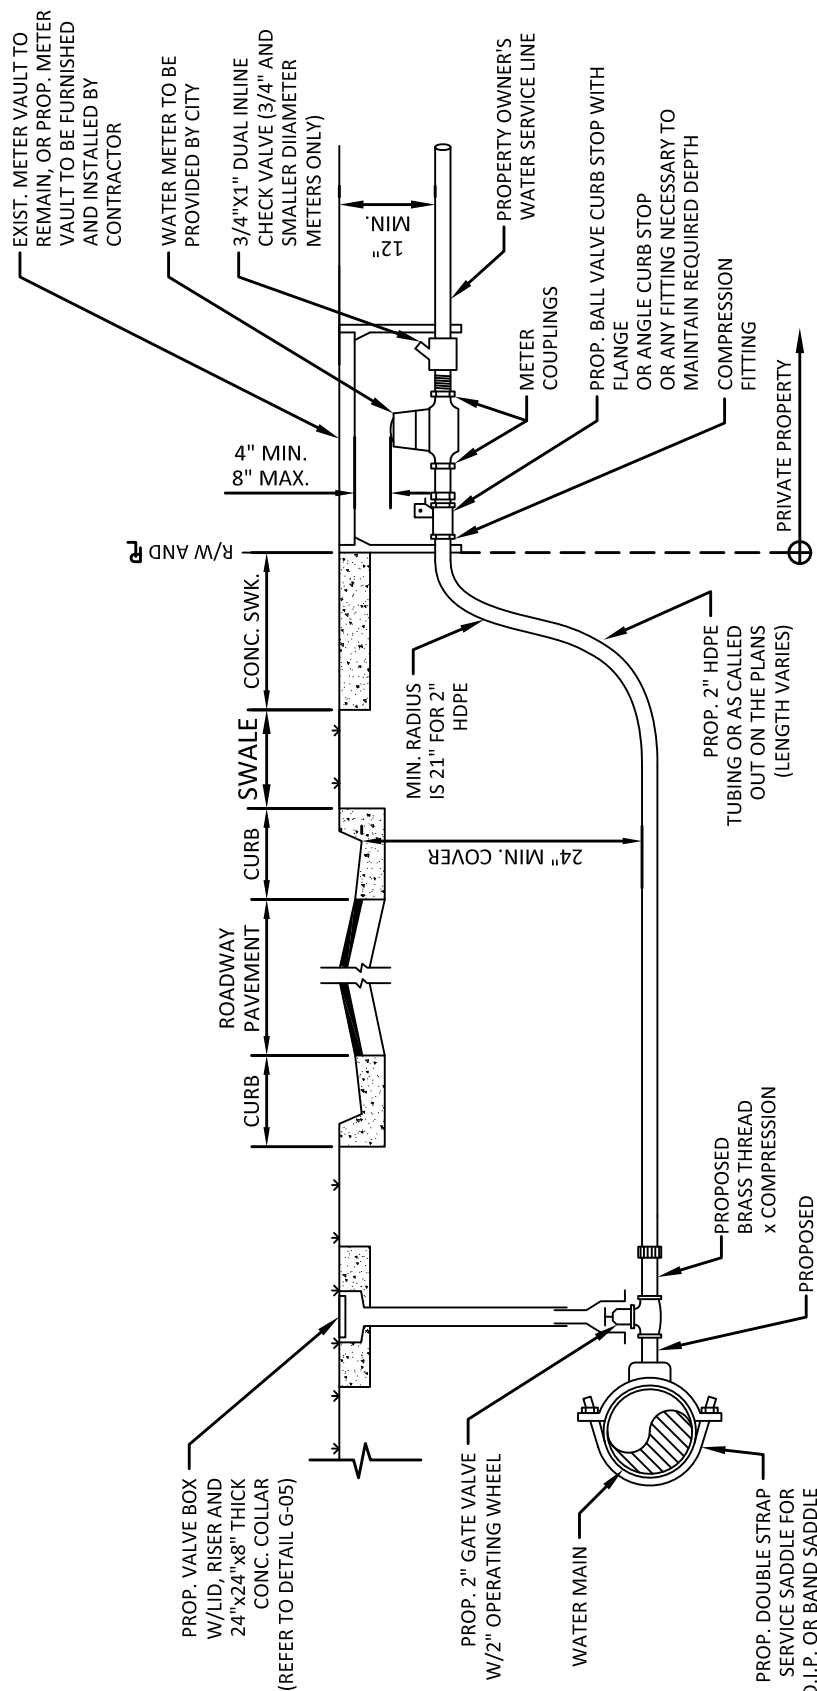 EXIST. METER VAULT TO
REMAIN, OR PROP. METER
VAULT TO BE FURNISHED
AND INSTALLED BY
CONTRACTOR
WATER METER TO BE
PROVIDED BY CITY
3/4"X1" DUAL INLINE
CHECK VALVE (3/4" AND
SMALLER DIIAMETER
METERS ONLY)
12"
MIN.
PROPERTY OWNER'S
WATER SERVICE LINE
4" MIN.
8" MAX.
METER
COUPLINGS
PROP. BALL VALVE CURB STOP WITH
FLANGE
OR ANGLE CURB STOP
OR ANY FITTING NECESSARY TO
MAINTAIN REQUIRED DEPTH
COMPRESSION
FITTING
PRIVATE PROPERTY
R/W AND PL
CONC. SWK.
SWALE
CURB
ROADWAY
PAVEMENT
CURB
MIN. RADIUS
IS 21" FOR 2"
HDPE
PROP. 2" HDPE
TUBING OR AS CALLED
OUT ON THE PLANS
(LENGTH VARIES)
24" MIN. COVER
PROP. VALVE BOX
W/LID, RISER AND
24"x24"x8" THICK
CONC. COLLAR
(REFER TO DETAIL G-05)
PROP. 2" GATE VALVE
W/2" OPERATING WHEEL
WATER MAIN
PROPOSED
BRASS THREAD
x COMPRESSION
PROPOSED
PROP. DOUBLE STRAP
SERVICE SADDLE FOR
D.I.P. OR BAND SADDLE